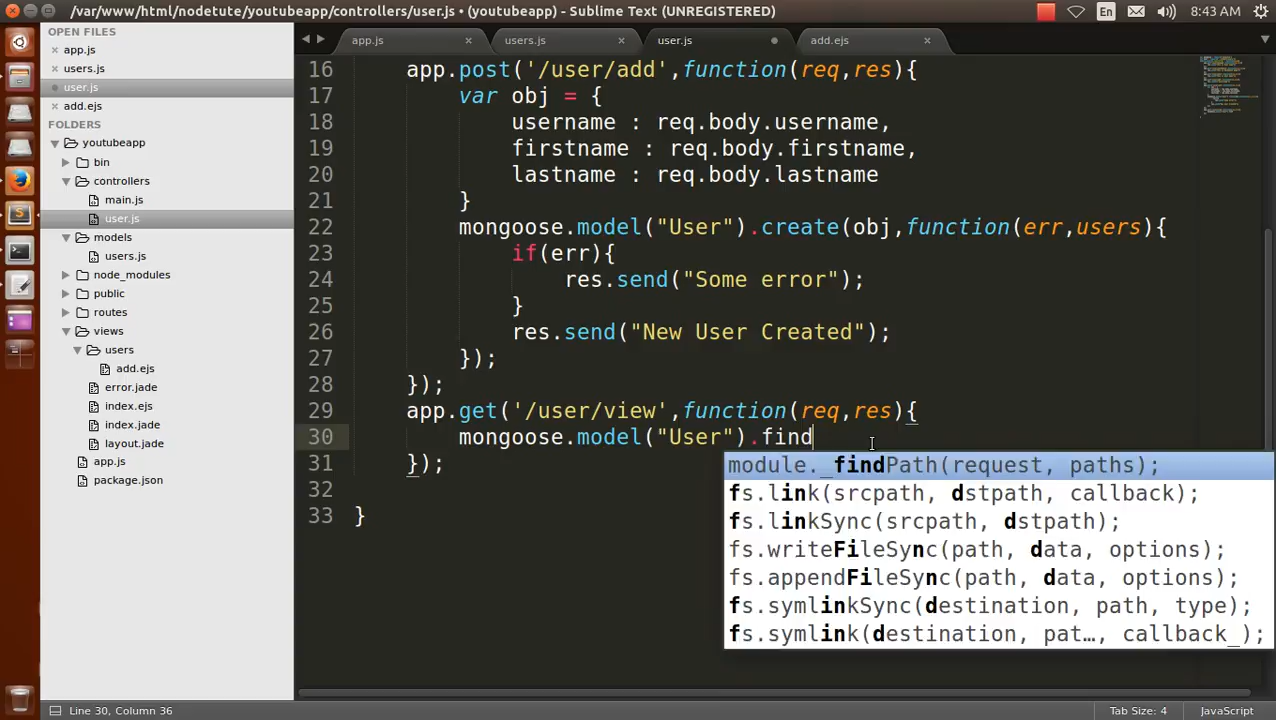 /var/www/html/nodetute/youtubeapp/controllers/user.js • (youtubeapp) - Sublime Text (UNREGISTERED)
En
8:43 AM
OPEN FILES
app.js
users.js
user.js
add.ejs
FOLDERS
youtubeapp
bin
controllers
main.js
user.js
models
users.js
node_modules
public
routes
views
users
add.ejs
error.jade
index.ejs
index.jade
layout.jade
app.js
package.json
app.js
users.js
user.js
add.ejs
16 app.post('/user/add',function(req,res){
17 var obj = {
18 username : req.body.username,
19 firstname : req.body.firstname,
20 lastname : req.body.lastname
21 }
22 mongoose.model("User").create(obj,function(err,users){
23 if(err){
24 res.send("Some error");
25 }
26 res.send("New User Created");
27 });
28 });
29 app.get('/user/view',function(req,res){
30 mongoose.model("User").find
31 });
32
33 }
module._findPath(request, paths);
fs.link(srcpath, dstpath, callback);
fs.linkSync(srcpath, dstpath);
fs.writeFileSync(path, data, options);
fs.appendFileSync(path, data, options);
fs.symlinkSync(destination, path, type);
fs.symlink(destination, pat…, callback_);
Line 30, Column 36
Tab Size: 4
JavaScript